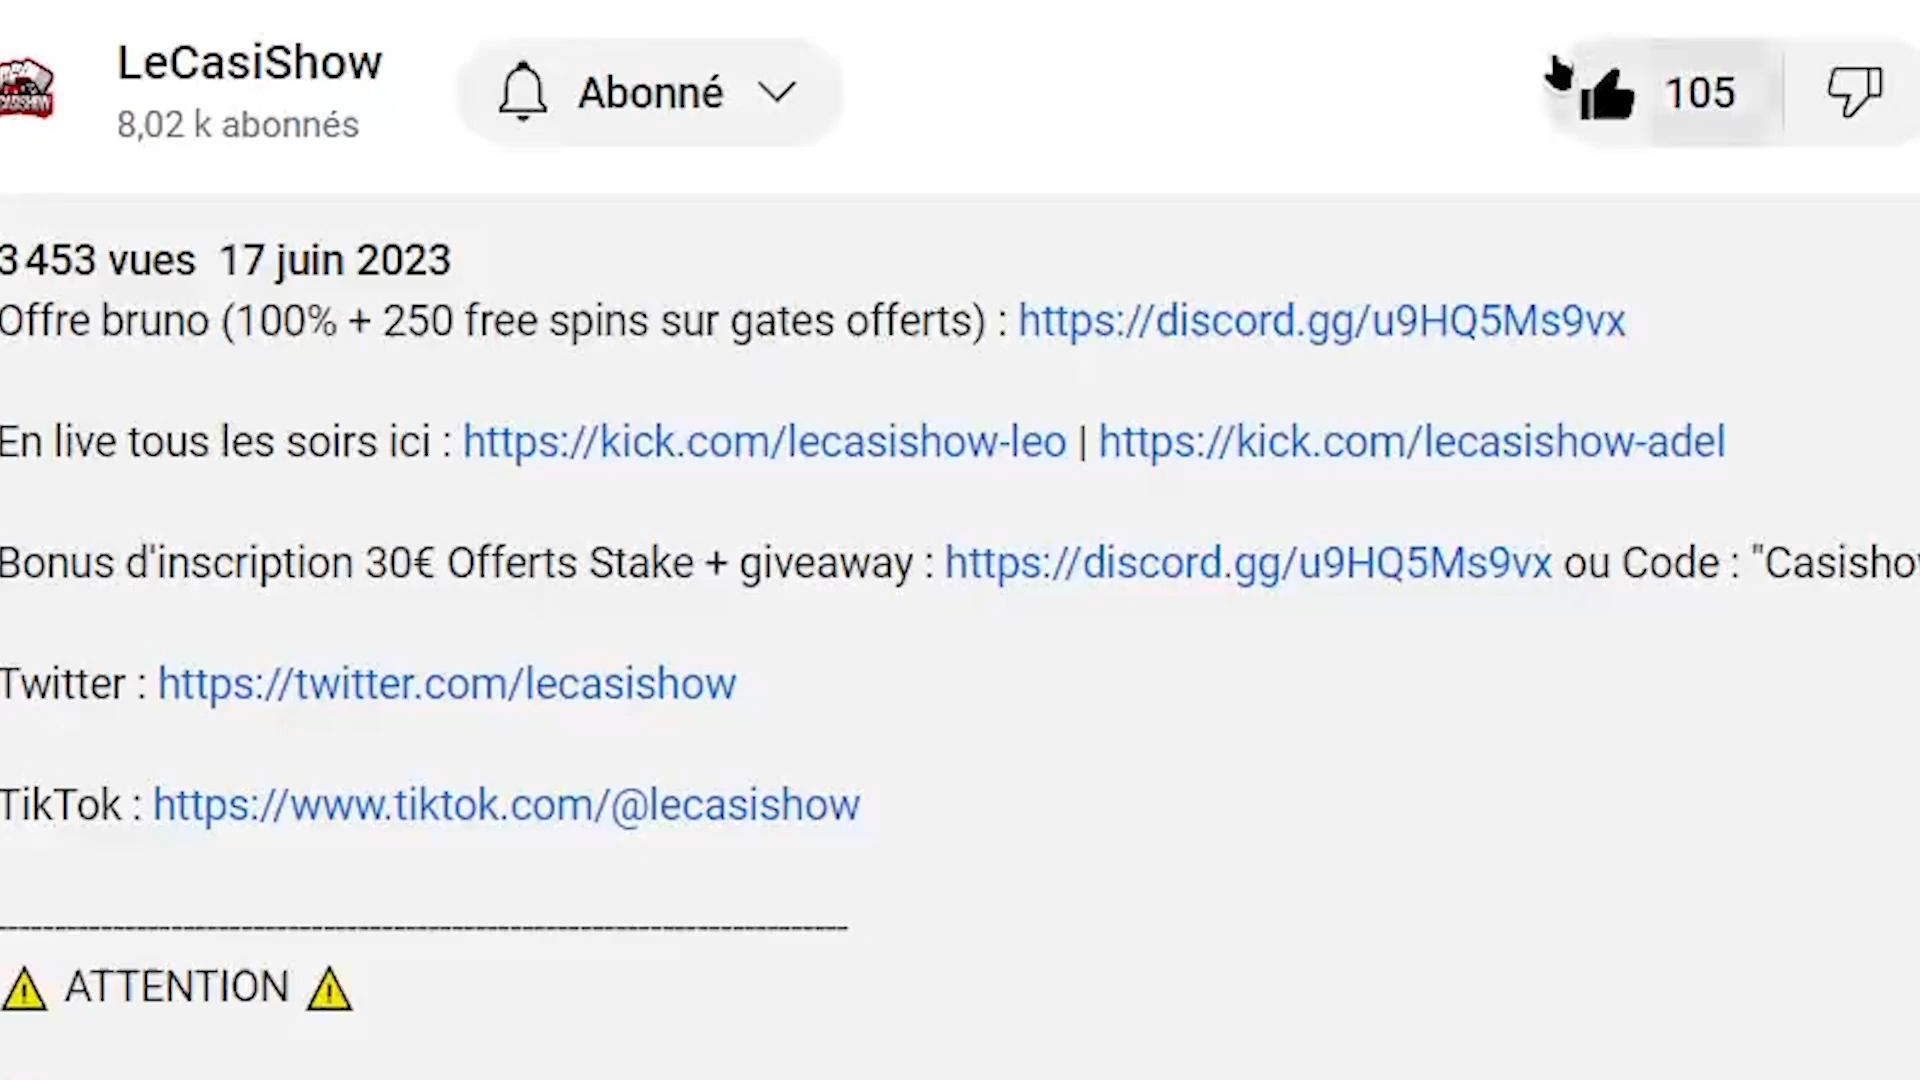 LeCasiShow
8,02 k abonnés
Abonné
105
3 453 vues 17 juin 2023
Offre bruno (100% + 250 free spins sur gates offerts) : https://discord.gg/u9HQ5Ms9vx
En live tous les soirs ici : https://kick.com/lecasishow-leo | https://kick.com/lecasishow-adel
Bonus d'inscription 30€ Offerts Stake + giveaway : https://discord.gg/u9HQ5Ms9vx ou Code : "Casisho
Twitter : https://twitter.com/lecasishow
TikTok : https://www.tiktok.com/@lecasishow
⚠ ATTENTION ⚠